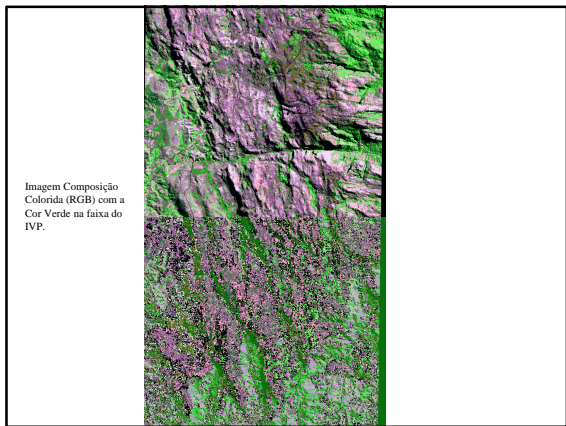 Imagem Composição
Colorida (RGB) com a
Cor Verde na faixa do
IVP.